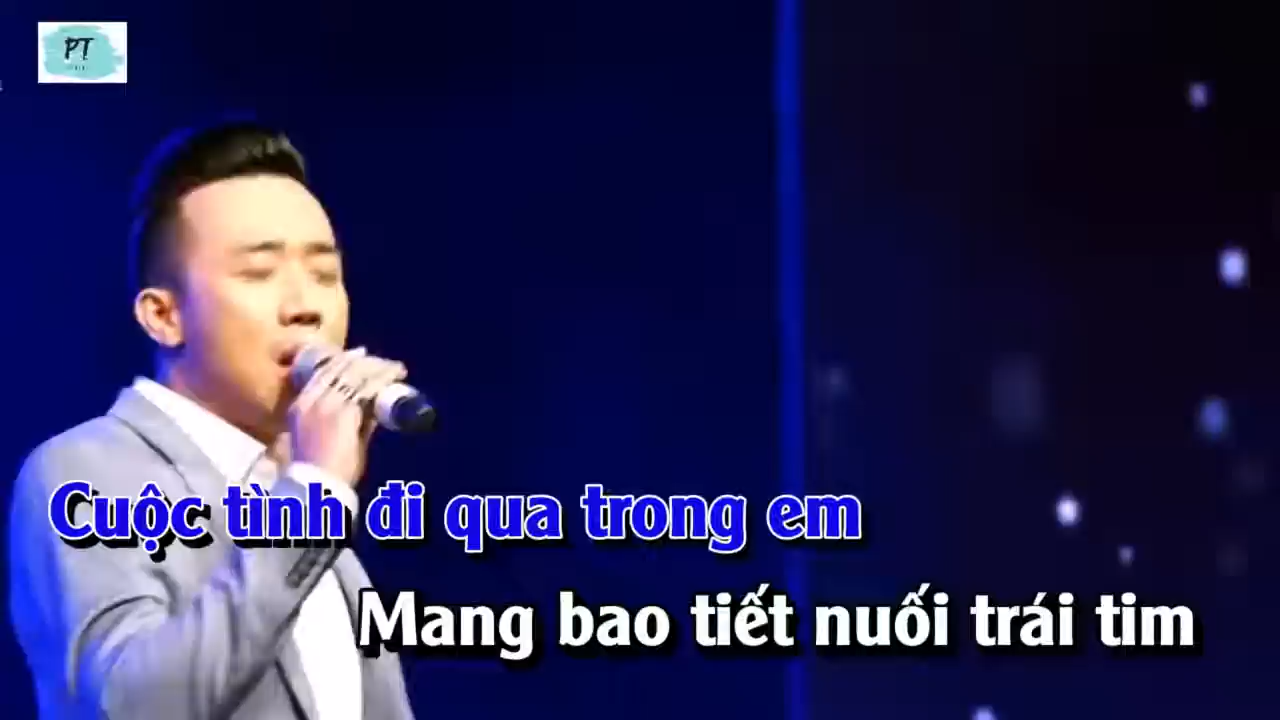 PT
Cuộc tình đi qua trong em
Mang bao tiết nuối trái tim